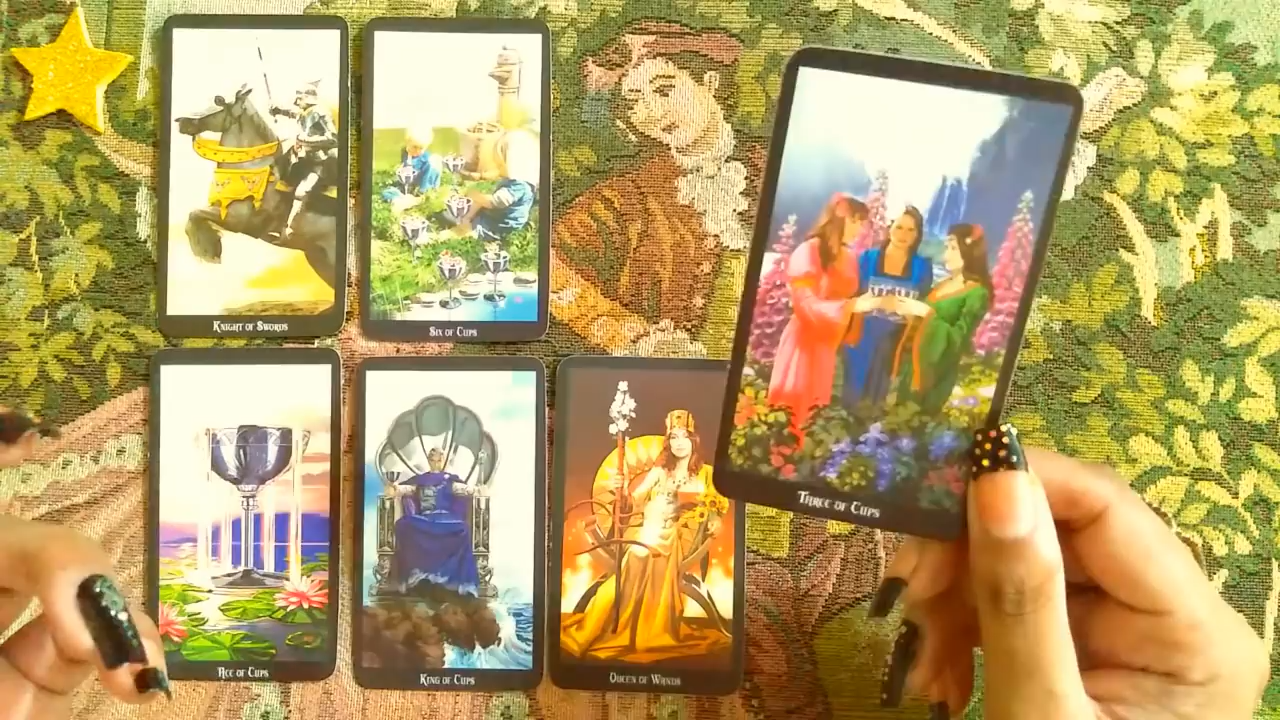 Knight of Swords
Six of Cups
Three of Cups
Ace of Cups
King of Cups
Queen of Wands